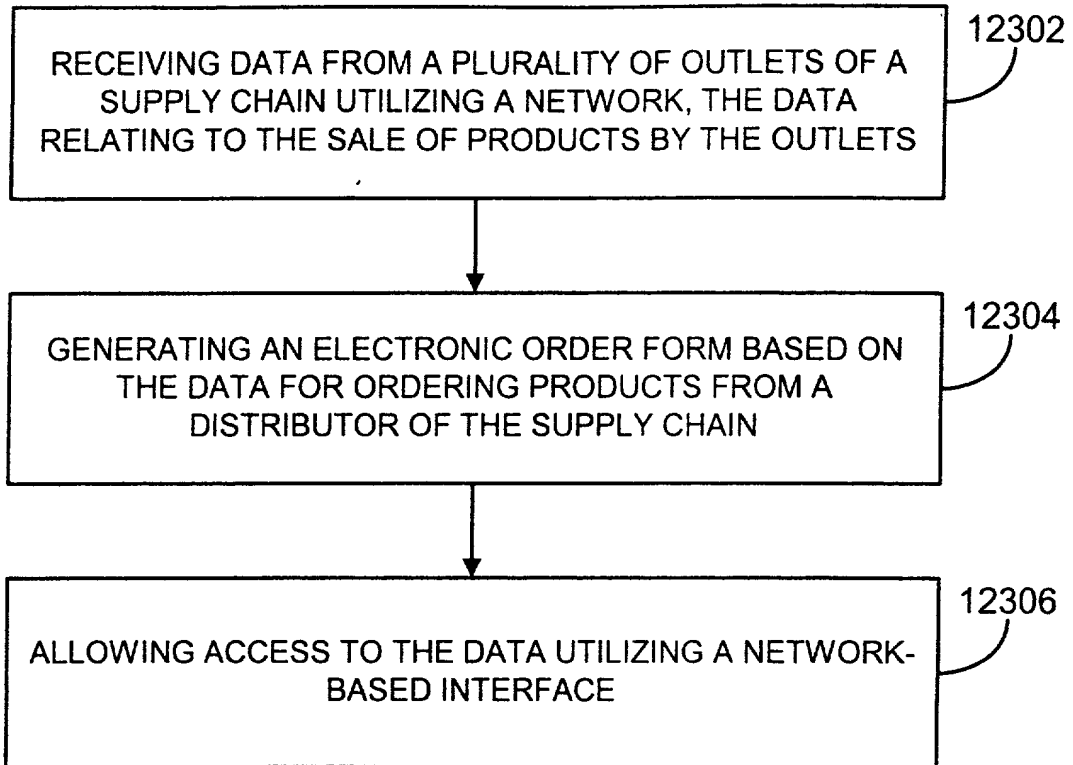 12302
RECEIVING DATA FROM A PLURALITY OF OUTLETS OF A
SUPPLY CHAIN UTILIZING A NETWORK, THE DATA
RELATING TO THE SALE OF PRODUCTS BY THE OUTLETS
12304
GENERATING AN ELECTRONIC ORDER FORM BASED ON
THE DATA FOR ORDERING PRODUCTS FROM A
DISTRIBUTOR OF THE SUPPLY CHAIN
12306
ALLOWING ACCESS TO THE DATA UTILIZING A NETWORK-
BASED INTERFACE